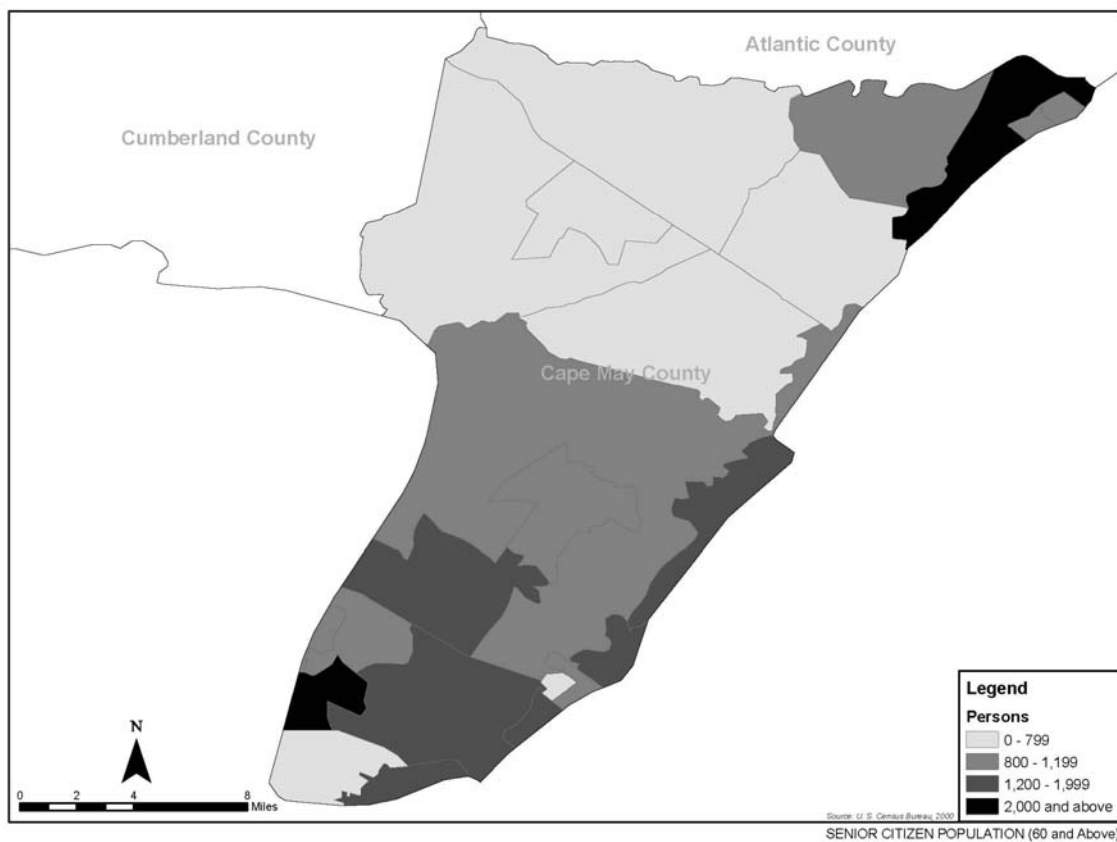 Atlantic County
Cumberland County
Cape May County
N
0 2 4 8
Miles
Legend
Persons
0 - 799
800 - 1,199
1,200 - 1,999
2,000 and above
Source: U. S. Census Bureau, 2000
SENIOR CITIZEN POPULATION (60 and Above)